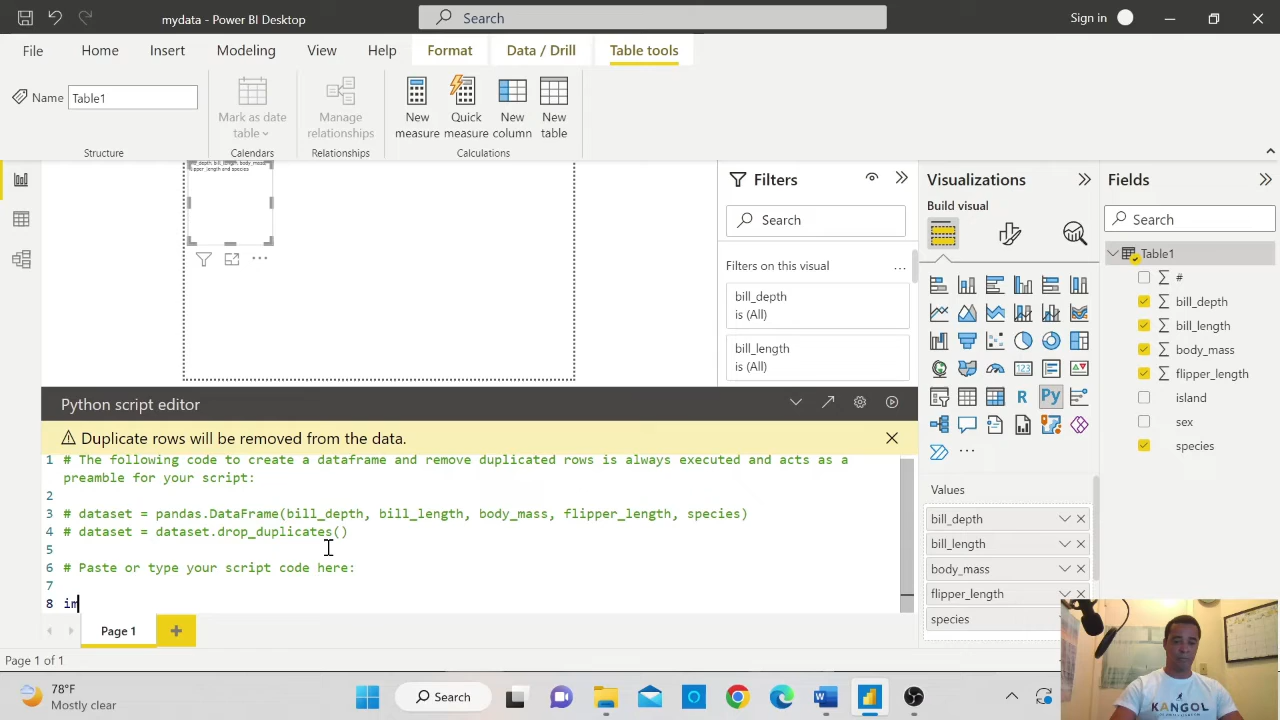 mydata - Power BI Desktop
Search
Sign in
File
Home
Insert
Modeling
View
Help
Format
Data / Drill
Table tools
Name
Table1
Mark as date
table
Manage
relationships
New
measure
Quick
measure
New
column
New
table
Structure
Calendars
Relationships
Calculations
flipper_length and species
Filters
Search
Filters on this visual
...
bill_depth
is (All)
bill_length
is (All)
Visualizations
Build visual
R
Py
123
...
Values
bill_depth
bill_length
body_mass
flipper_length
species
Fields
Search
Table1
#
bill_depth
bill_length
body_mass
flipper_length
island
sex
species
Python script editor
Duplicate rows will be removed from the data.
1 # The following code to create a dataframe and remove duplicated rows is always executed and acts as a
preamble for your script:
2
3 # dataset = pandas.DataFrame(bill_depth, bill_length, body_mass, flipper_length, species)
4 # dataset = dataset.drop_duplicates()
5
6 # Paste or type your script code here:
7
8 im
Page 1
Page 1 of 1
78°F
Mostly clear
Search
KANGOL